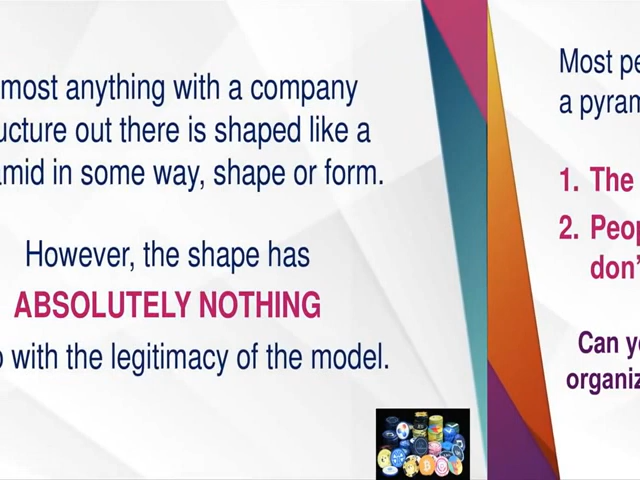 most anything with a company
ucture out there is shaped like a
amid in some way, shape or form.
However, the shape has
ABSOLUTELY NOTHING
o with the legitimacy of the model.
Most pe
a pyram
1. The
2. Peop
don't
Can yo
organiz